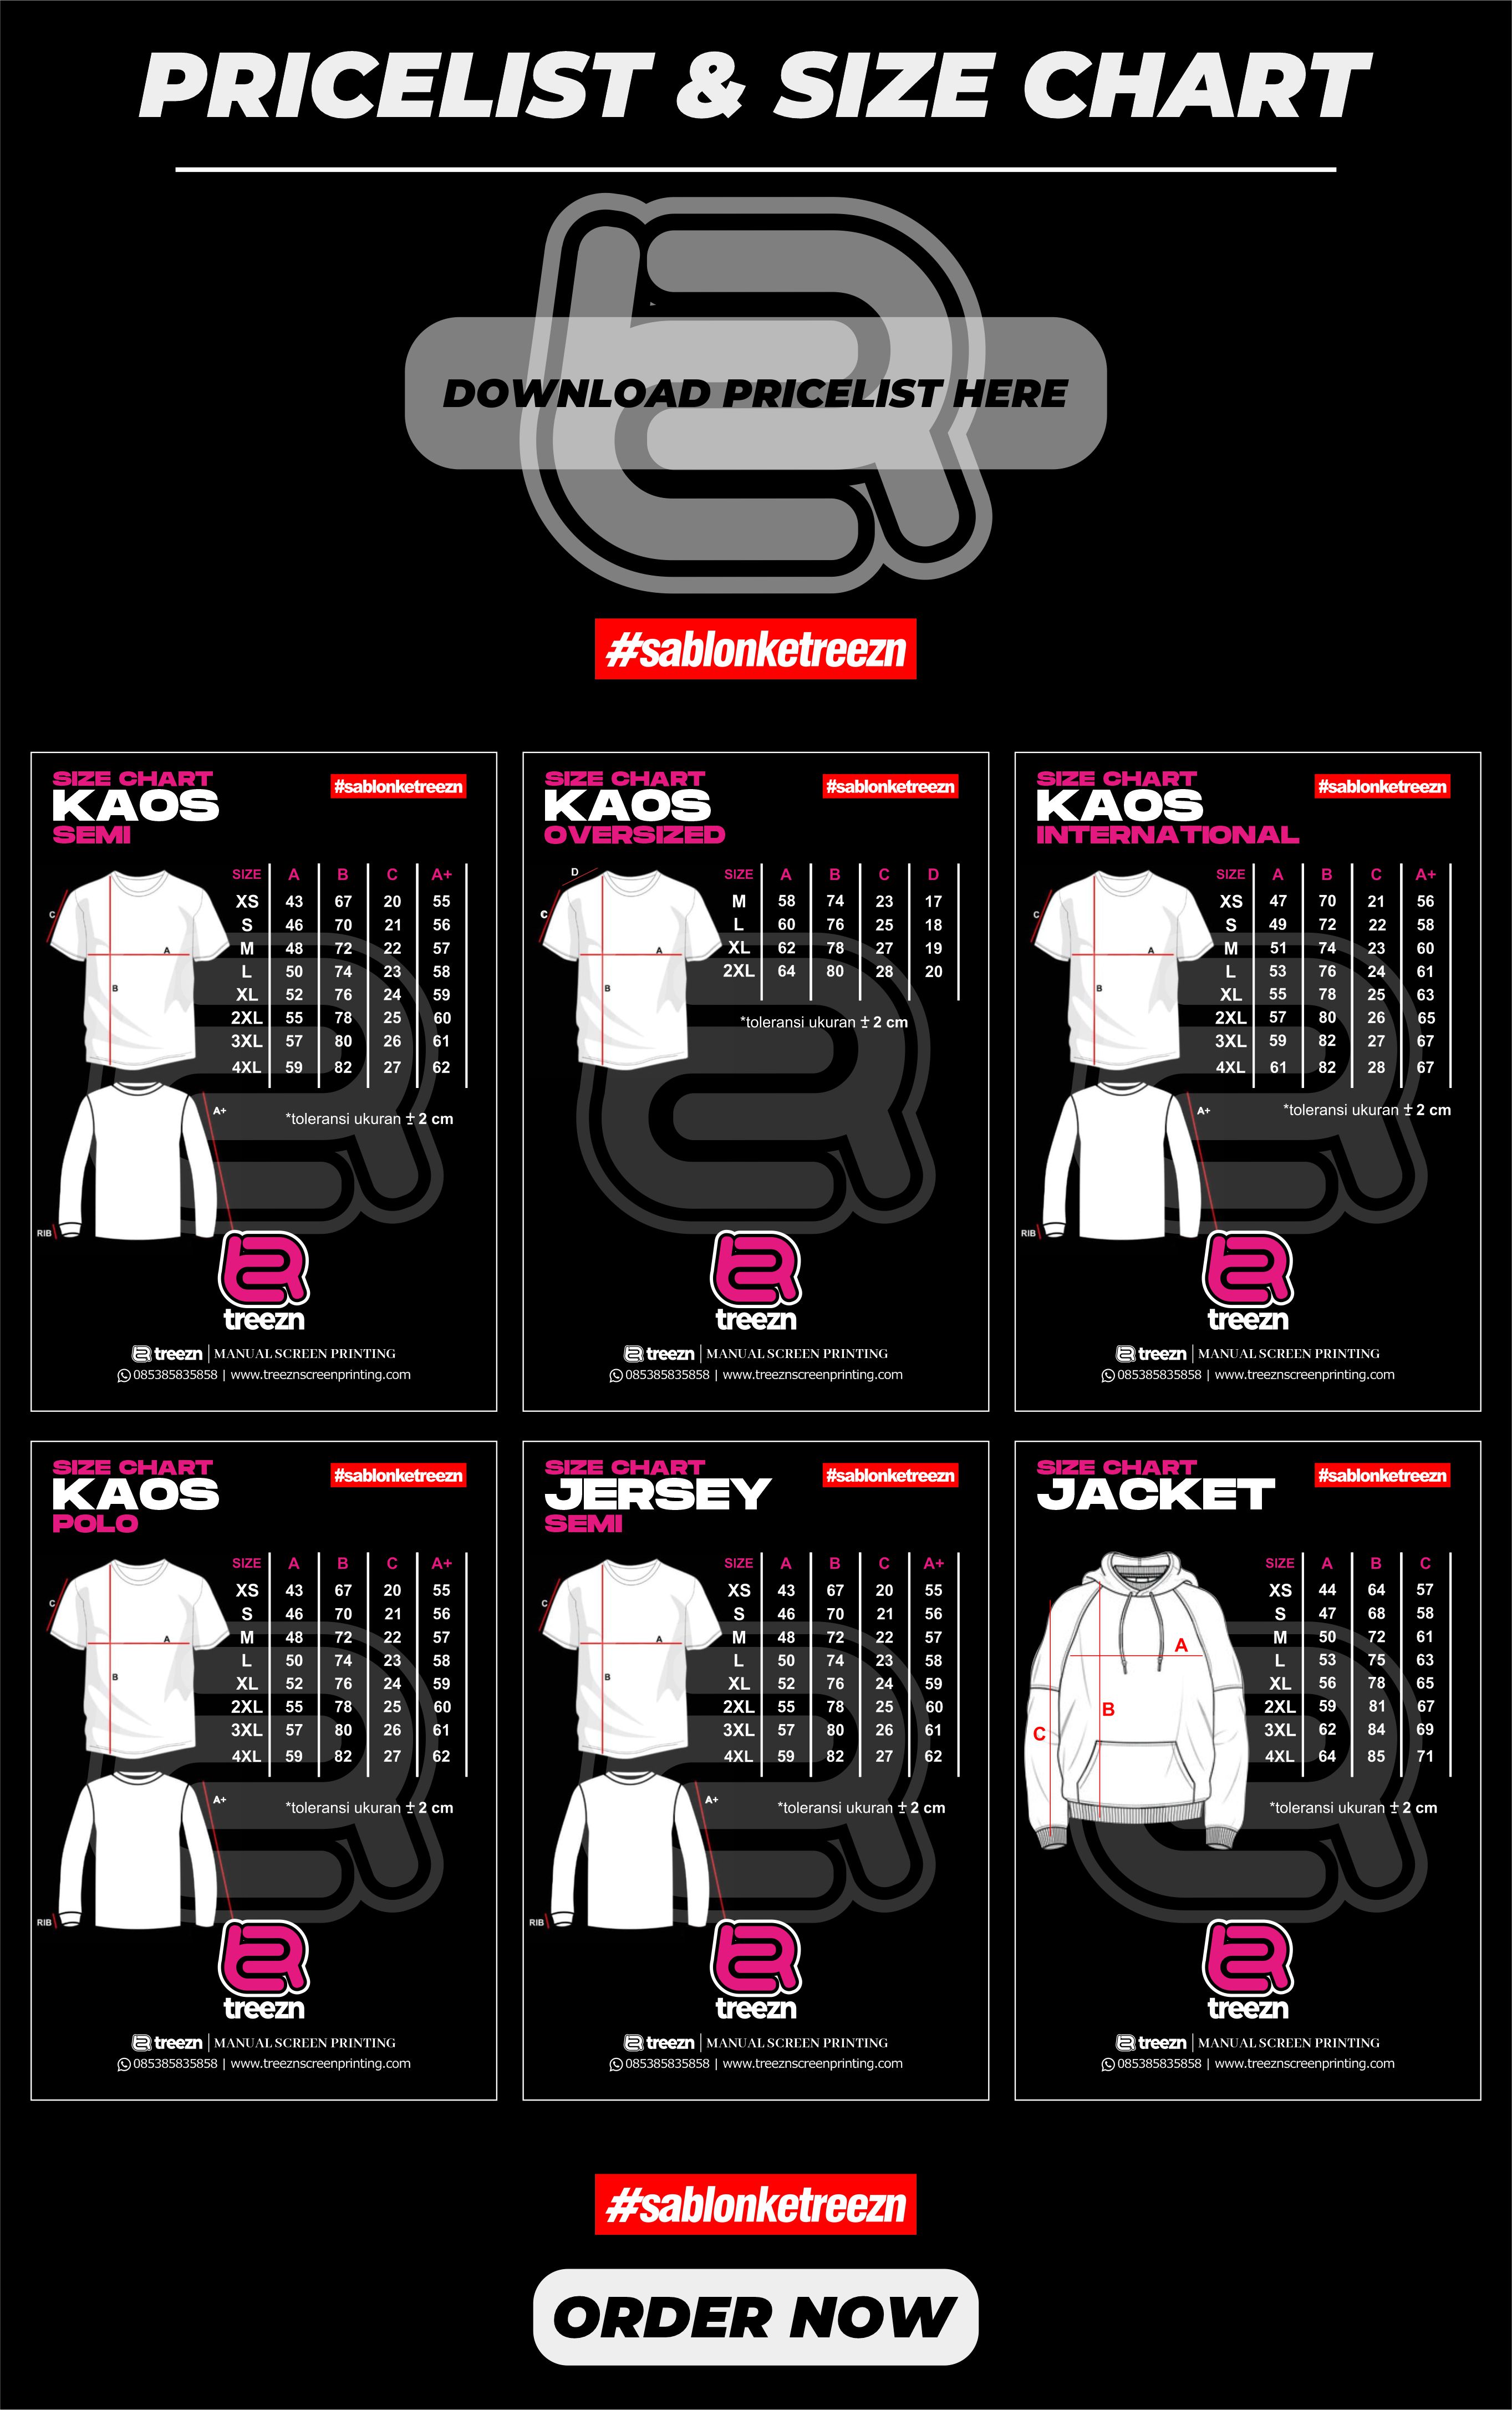 PRICELIST & SIZE CHART
DOWNLOAD PRICELIST HERE
#sablonketreezn
SIZE CHART
KAOS
SEMI
#sablonketreezn
SIZE A B C A+
XS 43 67 20 55
S 46 70 21 56
M 48 72 22 57
L 50 74 23 58
XL 52 76 24 59
2XL 55 78 25 60
3XL 57 80 26 61
4XL 59 82 27 62
C
A
B
A+
*toleransi ukuran ± 2 cm
RIB
treezn
treezn | MANUAL SCREEN PRINTING
085385835858 | www.treeznscreenprinting.com
SIZE CHART
KAOS
OVERSIZED
#sablonketreezn
SIZE A B C D
M 58 74 23 17
L 60 76 25 18
XL 62 78 27 19
2XL 64 80 28 20
D
C
A
B
*toleransi ukuran ± 2 cm
treezn
treezn | MANUAL SCREEN PRINTING
085385835858 | www.treeznscreenprinting.com
SIZE CHART
KAOS
INTERNATIONAL
#sablonketreezn
SIZE A B C A+
XS 47 70 21 56
S 49 72 22 58
M 51 74 23 60
L 53 76 24 61
XL 55 78 25 63
2XL 57 80 26 65
3XL 59 82 27 67
4XL 61 82 28 67
C
A
B
A+
*toleransi ukuran ± 2 cm
RIB
treezn
treezn | MANUAL SCREEN PRINTING
085385835858 | www.treeznscreenprinting.com
SIZE CHART
KAOS
POLO
#sablonketreezn
SIZE A B C A+
XS 43 67 20 55
S 46 70 21 56
M 48 72 22 57
L 50 74 23 58
XL 52 76 24 59
2XL 55 78 25 60
3XL 57 80 26 61
4XL 59 82 27 62
C
A
B
A+
*toleransi ukuran ± 2 cm
RIB
treezn
treezn | MANUAL SCREEN PRINTING
085385835858 | www.treeznscreenprinting.com
SIZE CHART
JERSEY
SEMI
#sablonketreezn
SIZE A B C A+
XS 43 67 20 55
S 46 70 21 56
M 48 72 22 57
L 50 74 23 58
XL 52 76 24 59
2XL 55 78 25 60
3XL 57 80 26 61
4XL 59 82 27 62
C
A
B
A+
*toleransi ukuran ± 2 cm
RIB
treezn
treezn | MANUAL SCREEN PRINTING
085385835858 | www.treeznscreenprinting.com
SIZE CHART
JACKET
#sablonketreezn
SIZE A B C
XS 44 64 57
S 47 68 58
M 50 72 61
L 53 75 63
XL 56 78 65
2XL 59 81 67
3XL 62 84 69
4XL 64 85 71
A
B
C
*toleransi ukuran ± 2 cm
treezn
treezn | MANUAL SCREEN PRINTING
085385835858 | www.treeznscreenprinting.com
#sablonketreezn
ORDER NOW